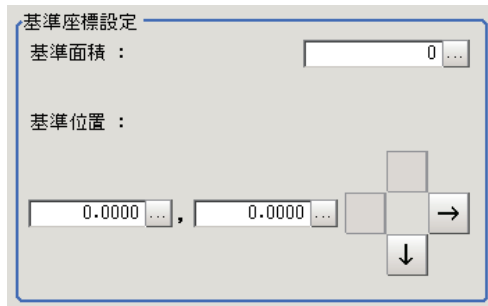 基準座標設定
基準面積 :
0 ...
基準位置 :
0.0000 ... , 0.0000 ... →
↓